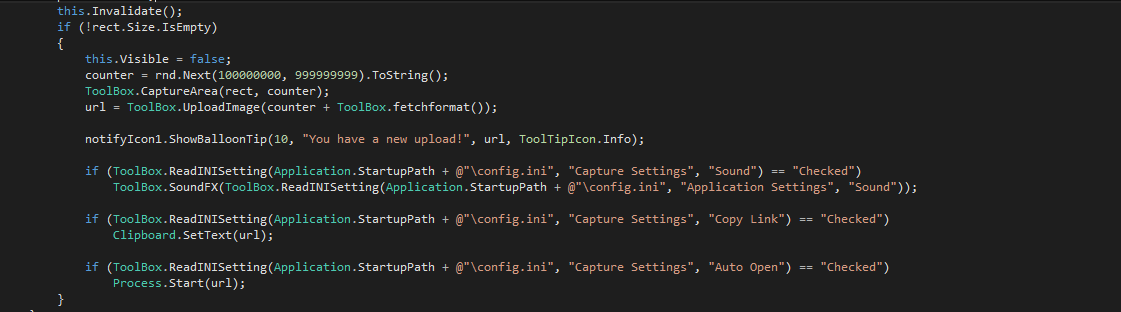 this.Invalidate();
if (!rect.Size.IsEmpty)
{
this.Visible = false;
counter = rnd.Next(100000000, 999999999).ToString();
ToolBox.CaptureArea(rect, counter);
url = ToolBox.UploadImage(counter + ToolBox.fetchformat());
notifyIcon1.ShowBalloonTip(10, "You have a new upload!", url, ToolTipIcon.Info);
if (ToolBox.ReadINISetting(Application.StartupPath + @"\config.ini", "Capture Settings", "Sound") == "Checked")
ToolBox.SoundFX(ToolBox.ReadINISetting(Application.StartupPath + @"\config.ini", "Application Settings", "Sound"));
if (ToolBox.ReadINISetting(Application.StartupPath + @"\config.ini", "Capture Settings", "Copy Link") == "Checked")
Clipboard.SetText(url);
if (ToolBox.ReadINISetting(Application.StartupPath + @"\config.ini", "Capture Settings", "Auto Open") == "Checked")
Process.Start(url);
}